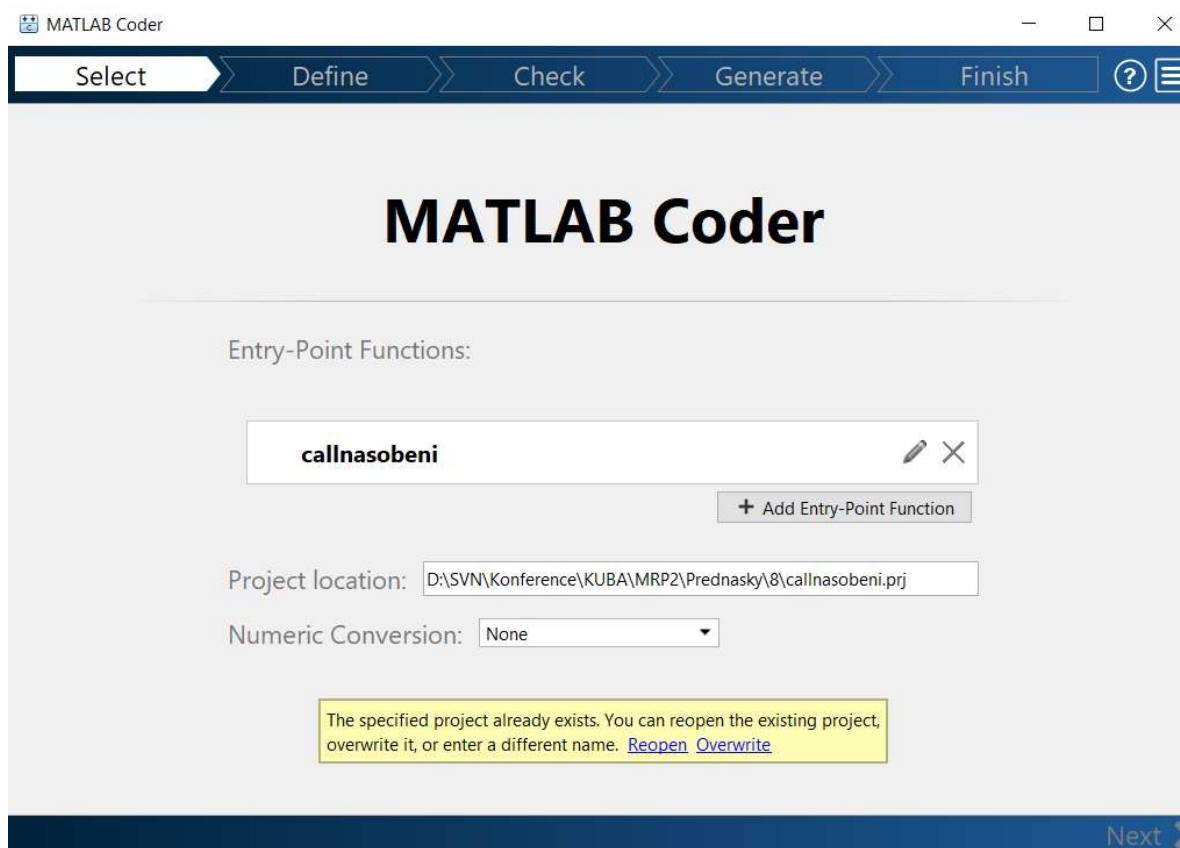 MATLAB Coder
Select Define Check Generate Finish ?
MATLAB Coder
Entry-Point Functions:
callnasobeni
+ Add Entry-Point Function
Project location: D:\SVN\Konference\KUBA\MRP2\Prednasky\8\callnasobeni.prj
Numeric Conversion: None
The specified project already exists. You can reopen the existing project,
overwrite it, or enter a different name. Reopen Overwrite
Next